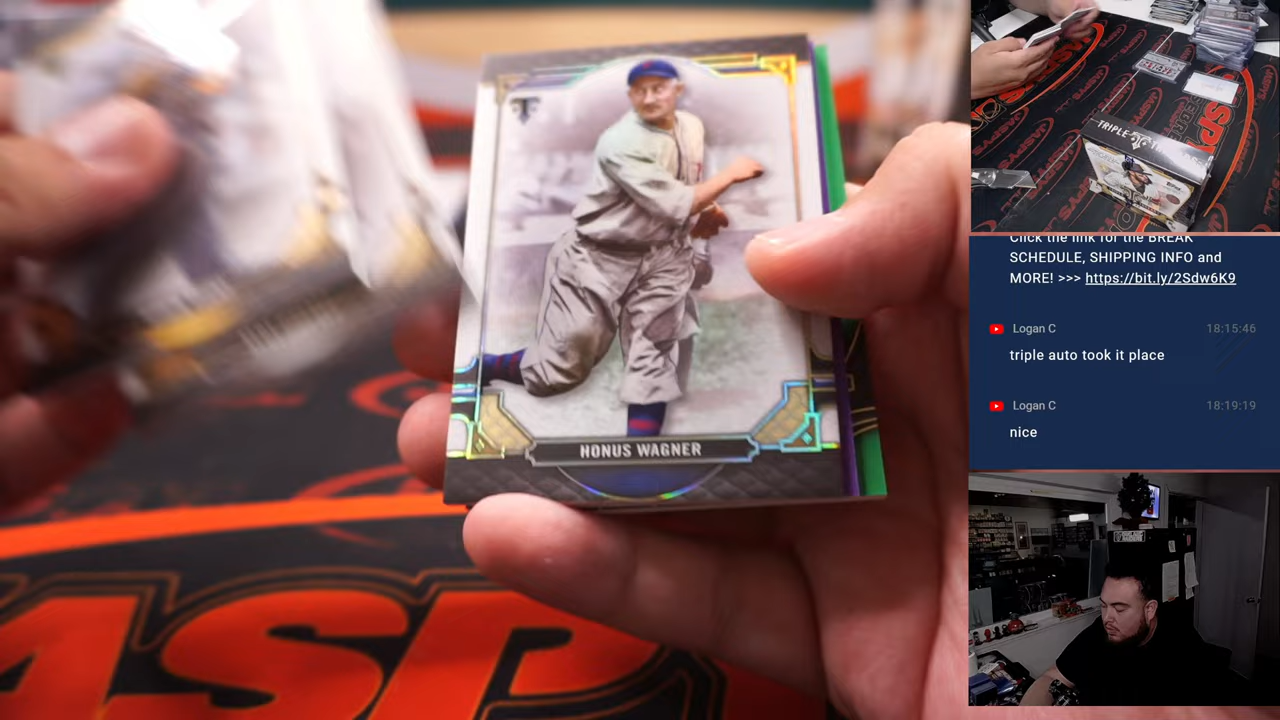 HONUS WAGNER
ASP
TRIPLE
Click the link for the BREAK
SCHEDULE, SHIPPING INFO and
MORE! >>> https://bit.ly/2Sdw6K9
Logan C
18:15:46
triple auto took it place
Logan C
18:19:19
nice